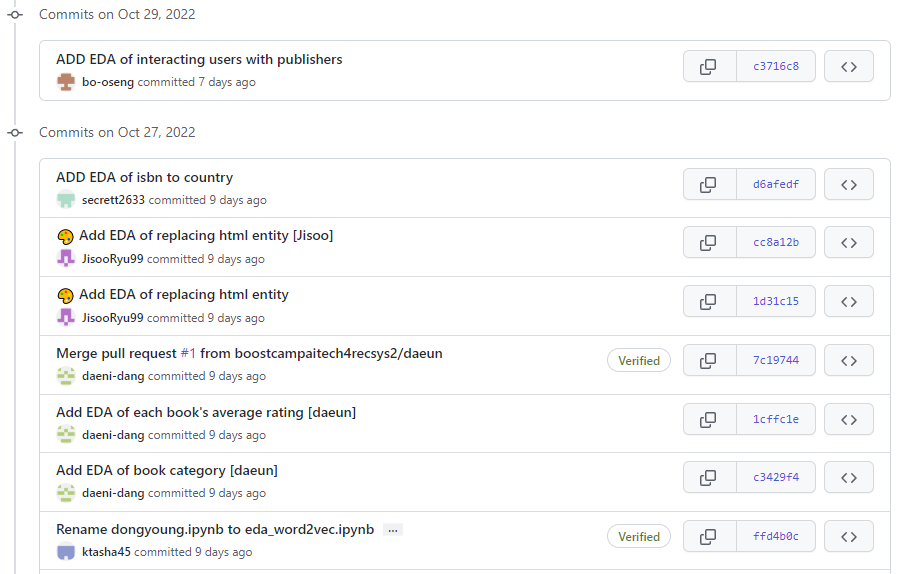 Commits on Oct 29, 2022
ADD EDA of interacting users with publishers
c3716c8
bo-oseng committed 7 days ago
Commits on Oct 27, 2022
ADD EDA of isbn to country
d6afedf
secrett2633 committed 9 days ago
🎨 Add EDA of replacing html entity [Jisoo]
cc8a12b
JisooRyu99 committed 9 days ago
🎨 Add EDA of replacing html entity
1d31c15
JisooRyu99 committed 9 days ago
Merge pull request #1 from boostcampaitech4recsys2/daeun
Verified
7c19744
daeni-dang committed 9 days ago
Add EDA of each book's average rating [daeun]
1cffc1e
daeni-dang committed 9 days ago
Add EDA of book category [daeun]
c3429f4
daeni-dang committed 9 days ago
Rename dongyoung.ipynb to eda_word2vec.ipynb ...
Verified
ffd4b0c
ktasha45 committed 9 days ago